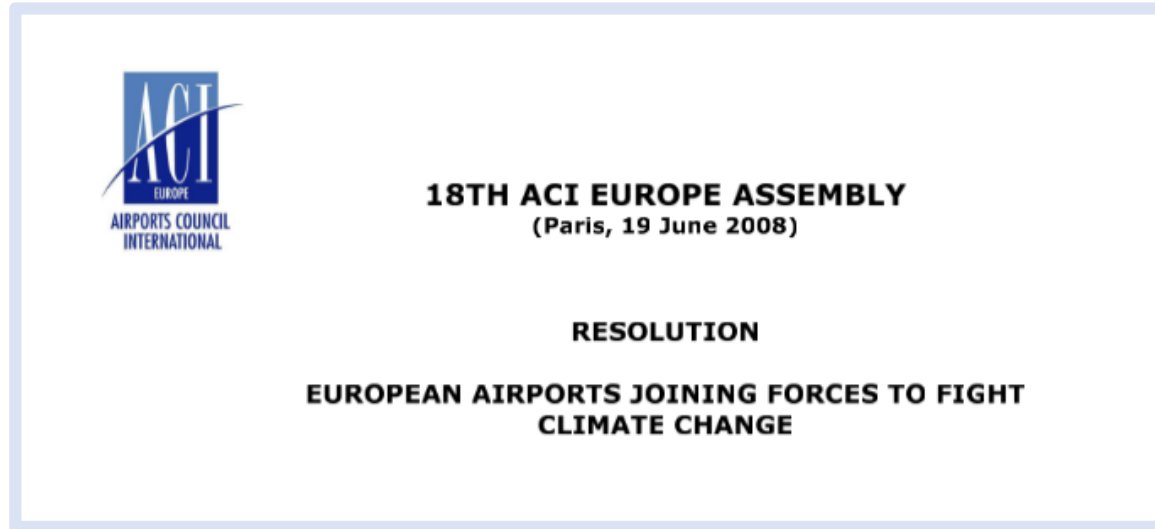 ACI
EUROPE
AIRPORTS COUNCIL
INTERNATIONAL
18TH ACI EUROPE ASSEMBLY
(Paris, 19 June 2008)
RESOLUTION
EUROPEAN AIRPORTS JOINING FORCES TO FIGHT
CLIMATE CHANGE